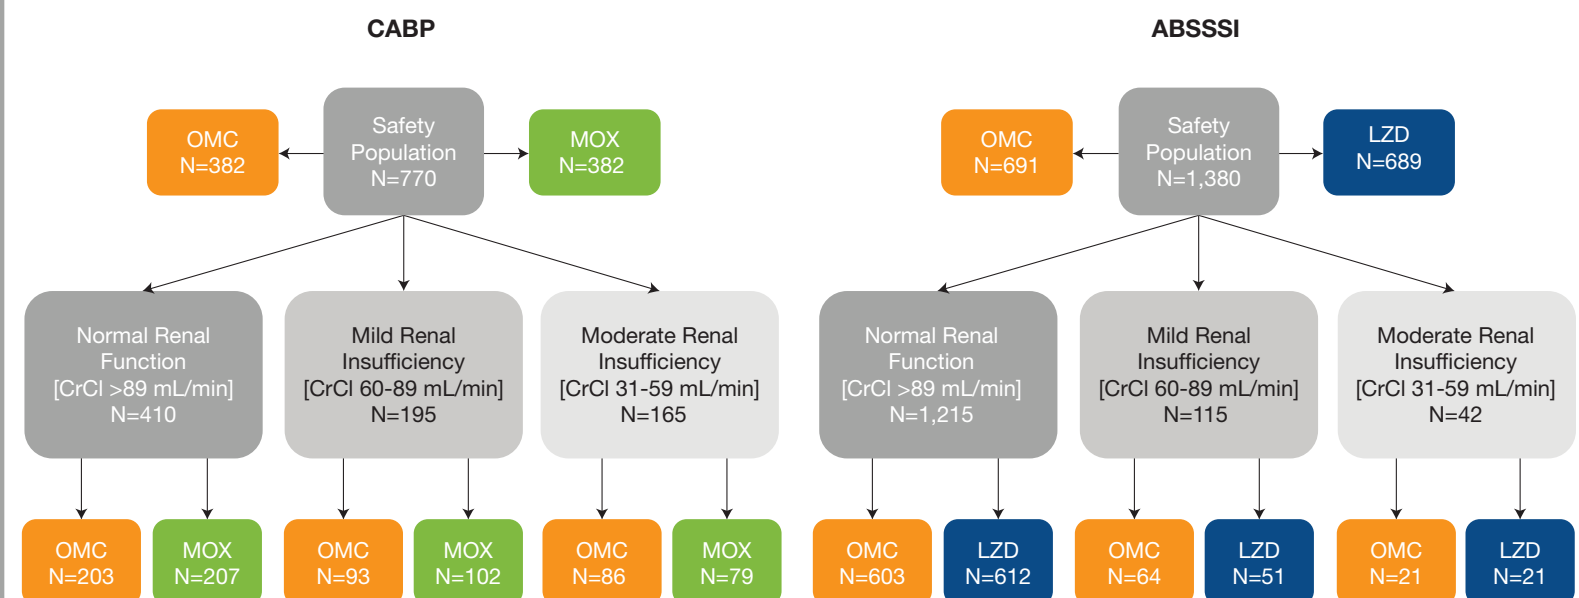 CABP
OMC
N=382
Safety
Population
N=770
MOX
N=382
Normal Renal
Function
[CrCl >89 mL/min]
N=410
Mild Renal
Insufficiency
[CrCl 60-89 mL/min]
N=195
Moderate Renal
Insufficiency
[CrCl 31-59 mL/min]
N=165
OMC
N=203
MOX
N=207
OMC
N=93
MOX
N=102
OMC
N=86
MOX
N=79
ABSSSI
OMC
N=691
Safety
Population
N=1,380
LZD
N=689
Normal Renal
Function
[CrCl >89 mL/min]
N=1,215
Mild Renal
Insufficiency
[CrCl 60-89 mL/min]
N=115
Moderate Renal
Insufficiency
[CrCl 31-59 mL/min]
N=42
OMC
N=603
LZD
N=612
OMC
N=64
LZD
N=51
OMC
N=21
LZD
N=21